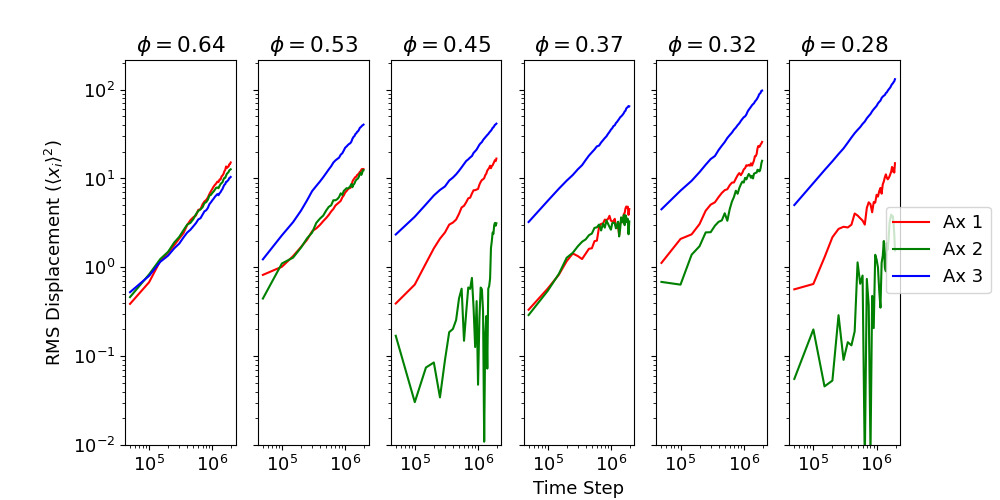 ϕ = 0.64 ϕ = 0.53 ϕ = 0.45 ϕ = 0.37 ϕ = 0.32 ϕ = 0.28
10²
10¹
10⁰
10⁻¹
10⁻²
RMS Displacement (⟨xᵢ⟩²)
Ax 1
Ax 2
Ax 3
10⁵ 10⁶ 10⁵ 10⁶ 10⁵ 10⁶ 10⁵ 10⁶ 10⁵ 10⁶ 10⁵ 10⁶
Time Step